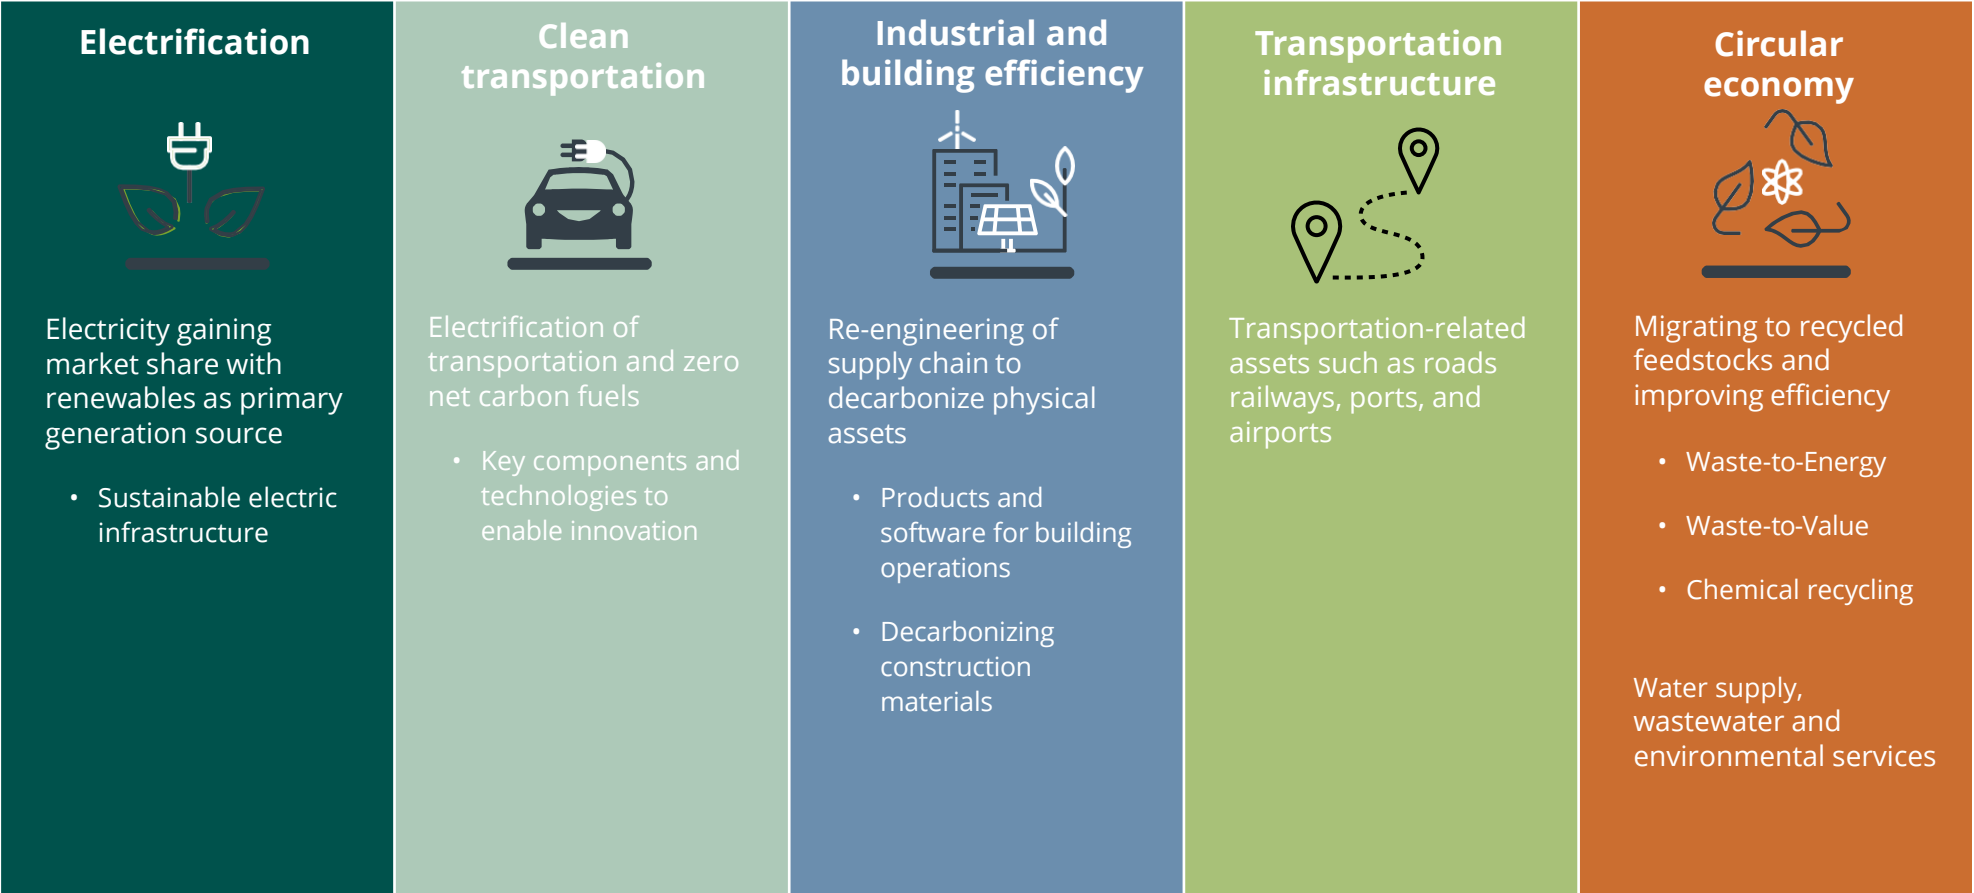 Electrification
Electricity gaining
market share with
renewables as primary
generation source
• Sustainable electric
infrastructure
Clean
transportation
Electrification of
transportation and zero
net carbon fuels
• Key components and
technologies to
enable innovation
Industrial and
building efficiency
Re-engineering of
supply chain to
decarbonize physical
assets
• Products and
software for building
operations
• Decarbonizing
construction
materials
Transportation
infrastructure
Transportation-related
assets such as roads
railways, ports, and
airports
Circular
economy
Migrating to recycled
feedstocks and
improving efficiency
• Waste-to-Energy
• Waste-to-Value
• Chemical recycling
Water supply,
wastewater and
environmental services